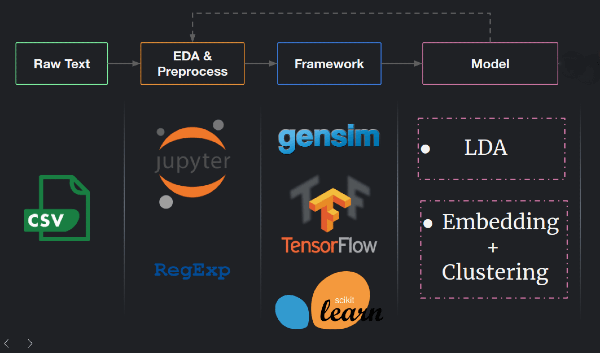 Raw Text
EDA &
Preprocess
Framework
Model
CSV
jupyter
RegExp
gensim
TensorFlow
scikit
learn
LDA
Embedding
+
Clustering